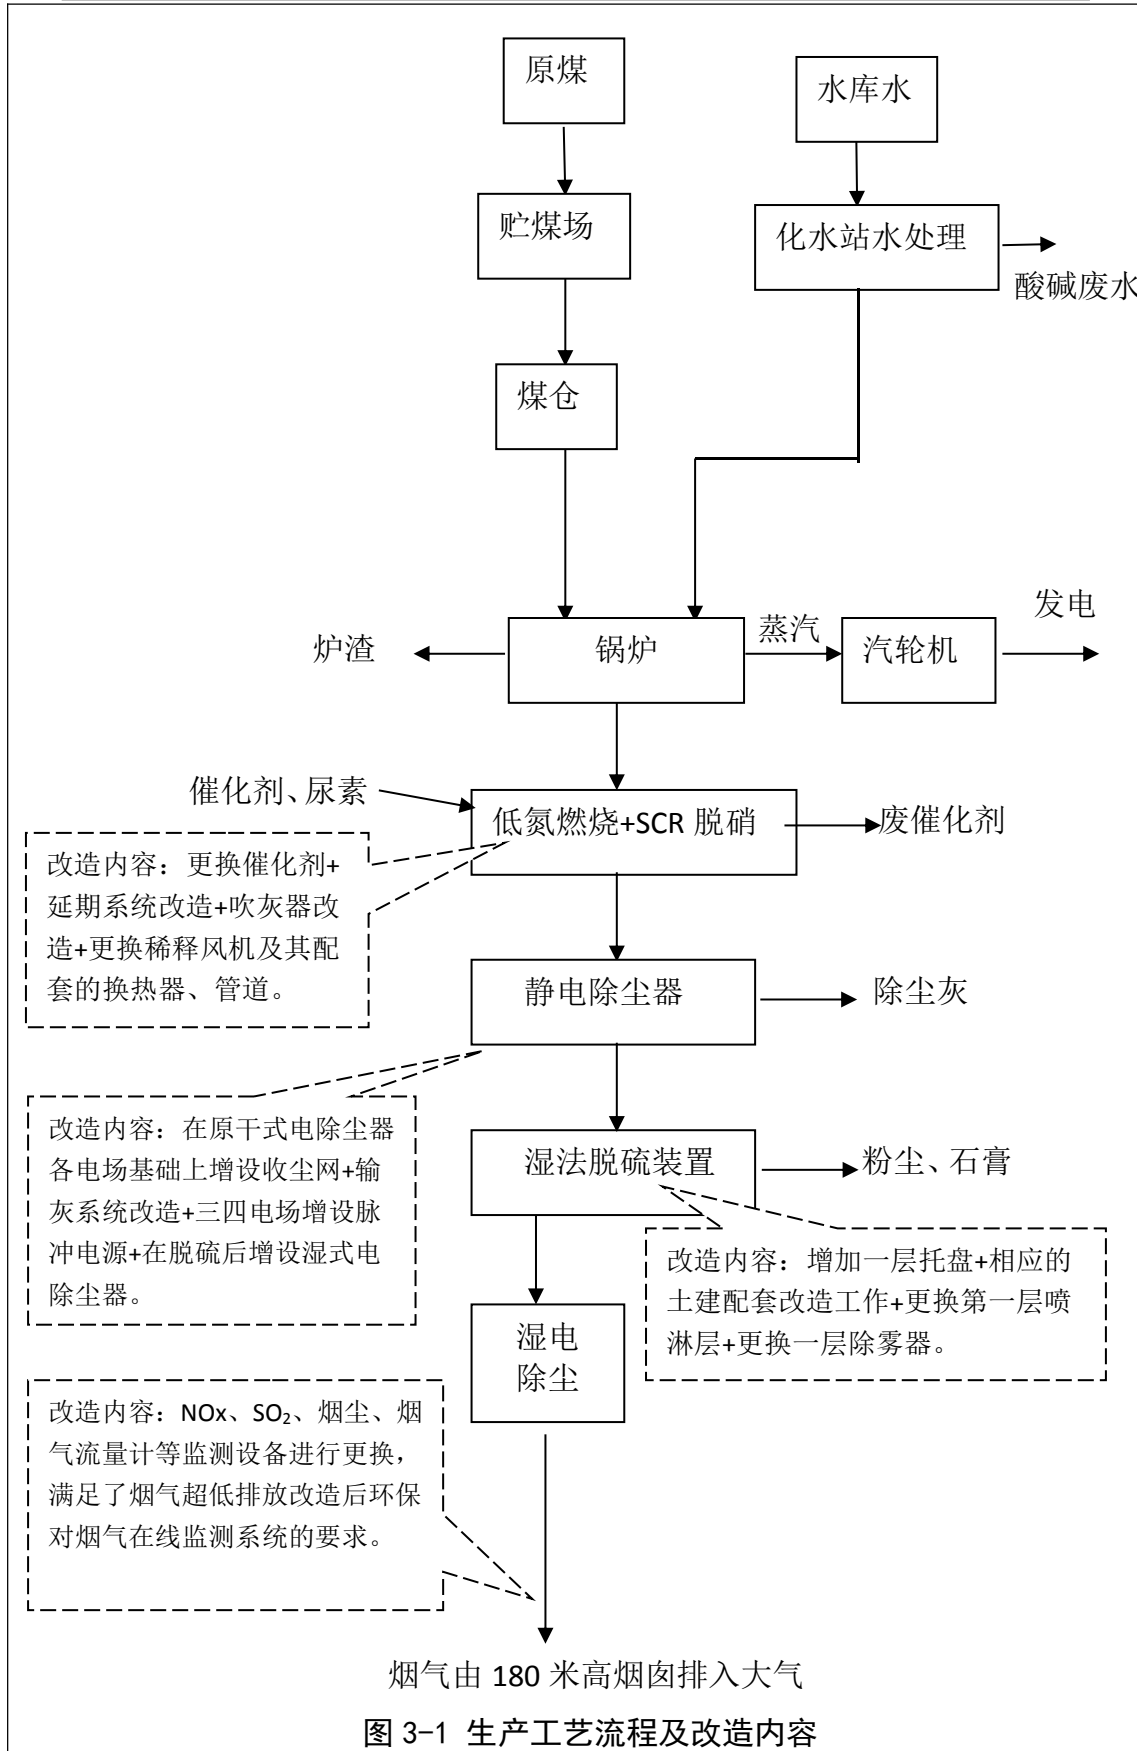 原煤
水库水
贮煤场
化水站水处理
酸碱废水
煤仓
发电
炉渣
锅炉
蒸汽
汽轮机
催化剂、尿素
低氮燃烧+SCR 脱硝
废催化剂
改造内容：更换催化剂+
延期系统改造+吹灰器改
造+更换稀释风机及其配
套的换热器、管道。
静电除尘器
除尘灰
改造内容：在原干式电除尘器
各电场基础上增设收尘网+输
灰系统改造+三四电场增设脉
冲电源+在脱硫后增设湿式电
除尘器。
湿法脱硫装置
粉尘、石膏
改造内容：增加一层托盘+相应的
土建配套改造工作+更换第一层喷
淋层+更换一层除雾器。
湿电
除尘
改造内容：NOx、SO₂、烟尘、烟
气流量计等监测设备进行更换，
满足了烟气超低排放改造后环保
对烟气在线监测系统的要求。
烟气由 180 米高烟囱排入大气
图 3-1 生产工艺流程及改造内容